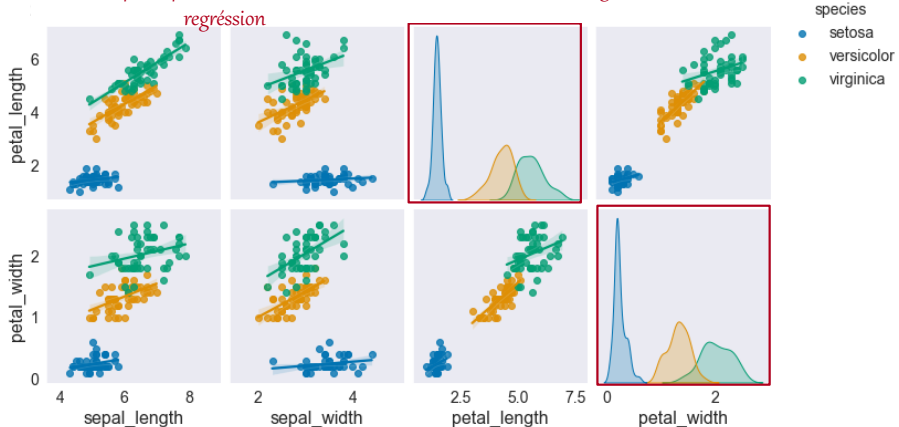 regréssion
species
setosa
versicolor
virginica
petal_length
6
4
2
petal_width
2
1
0
4 6 8
sepal_length
2 4
sepal_width
2.5 5.0 7.5
petal_length
0 2
petal_width